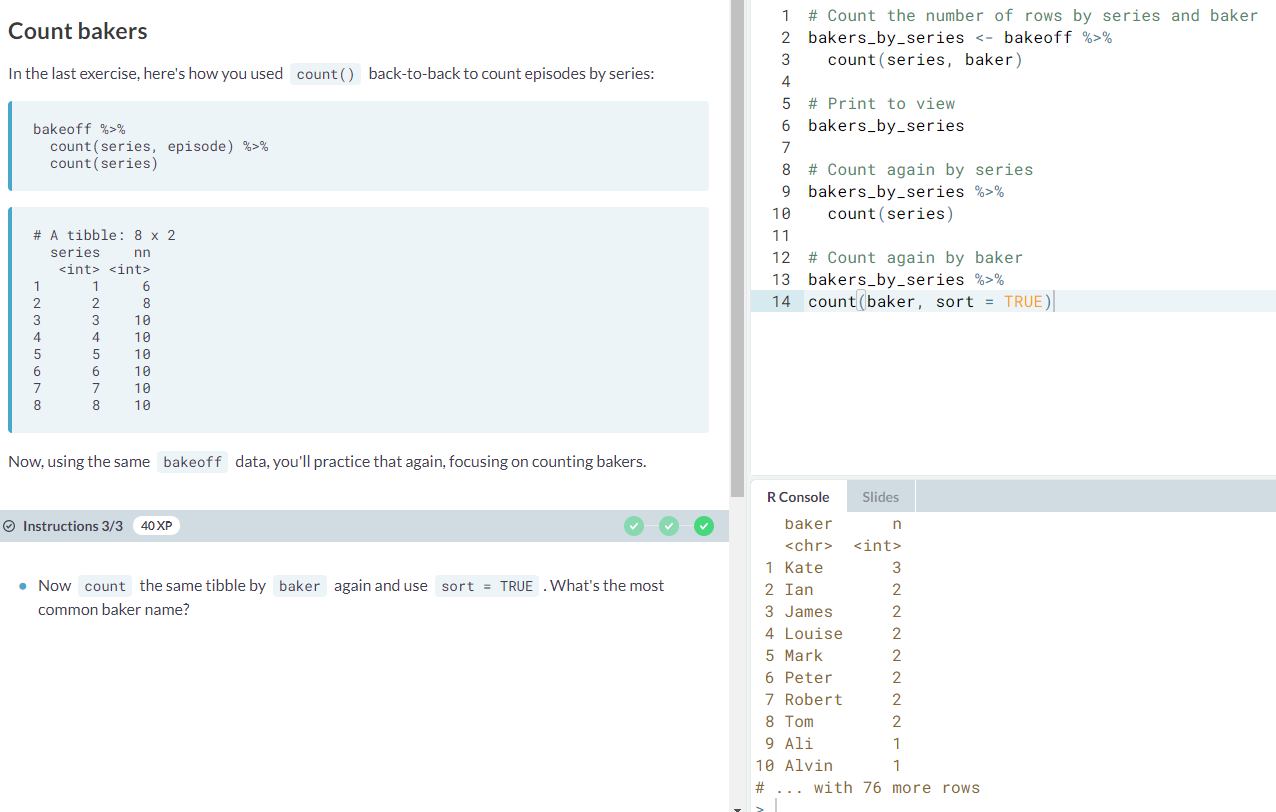 Count bakers
In the last exercise, here's how you used count() back-to-back to count episodes by series:
bakeoff %>%
  count(series, episode) %>%
  count(series)
# A tibble: 8 x 2
  series    nn
   <int> <int>
1      1     6
2      2     8
3      3    10
4      4    10
5      5    10
6      6    10
7      7    10
8      8    10
Now, using the same bakeoff data, you'll practice that again, focusing on counting bakers.
Instructions 3/3 40 XP
Now count the same tibble by baker again and use sort = TRUE . What's the most
common baker name?
1 # Count the number of rows by series and baker
2 bakers_by_series <- bakeoff %>%
3   count(series, baker)
4
5 # Print to view
6 bakers_by_series
7
8 # Count again by series
9 bakers_by_series %>%
10   count(series)
11
12 # Count again by baker
13 bakers_by_series %>%
14 count(baker, sort = TRUE)
R Console Slides
   baker      n
   <chr>  <int>
 1 Kate       3
 2 Ian        2
 3 James      2
 4 Louise     2
 5 Mark       2
 6 Peter      2
 7 Robert     2
 8 Tom        2
 9 Ali        1
10 Alvin      1
# ... with 76 more rows
>